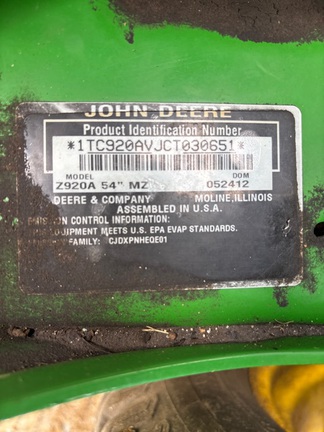 JOHN DEERE
Product Identification Number
*1TC920AVJCT030651*
MODEL DOM
Z920A 54" MZ 052412
DEERE & COMPANY MOLINE, ILLINOIS
ASSEMBLED IN U.S.A.
EMISSION CONTROL INFORMATION:
THIS EQUIPMENT MEETS U.S. EPA EVAP STANDARDS.
FAMILY: CJDXPNHEQE01